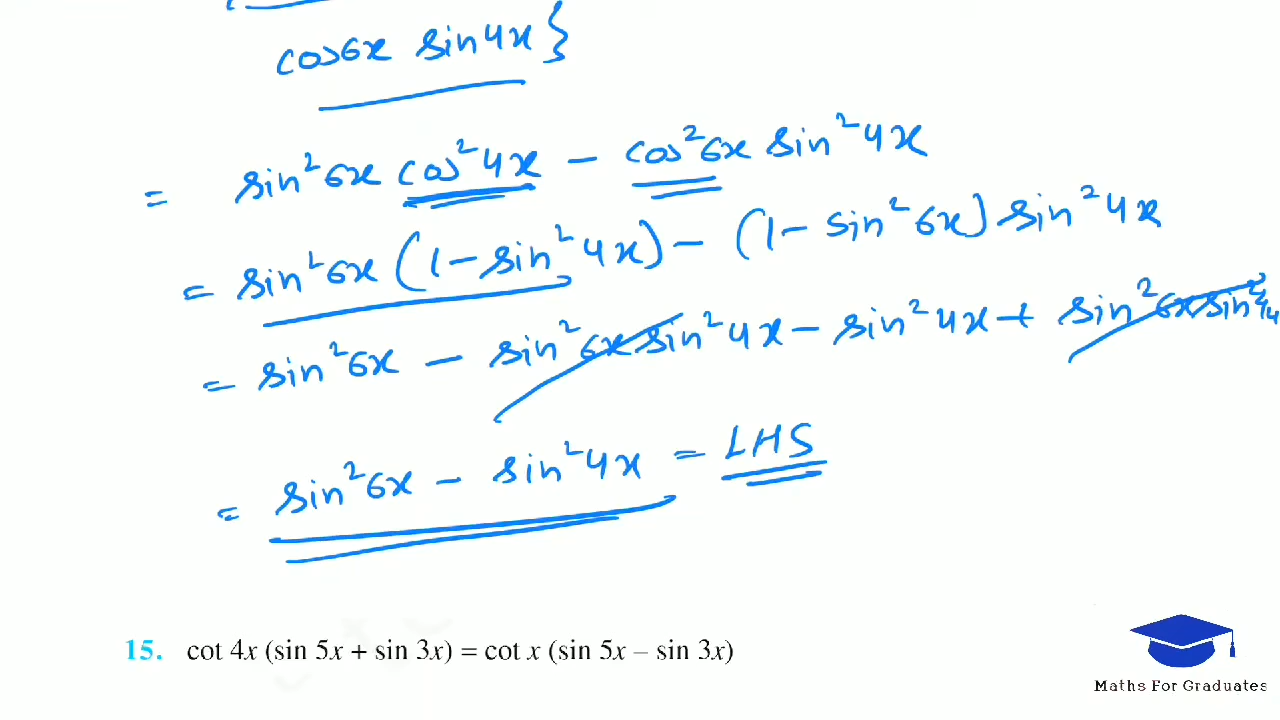 cos6x sin4x}
= sin²6x cos²4x - cos²6x sin²4x
= sin²6x (1 - sin²4x) - (1 - sin²6x) sin²4x
= sin²6x - sin²6x sin²4x - sin²4x + sin²6x sin²4
= sin²6x - sin²4x = LHS
15. cot 4x (sin 5x + sin 3x) = cot x (sin 5x – sin 3x)
Maths For Graduates